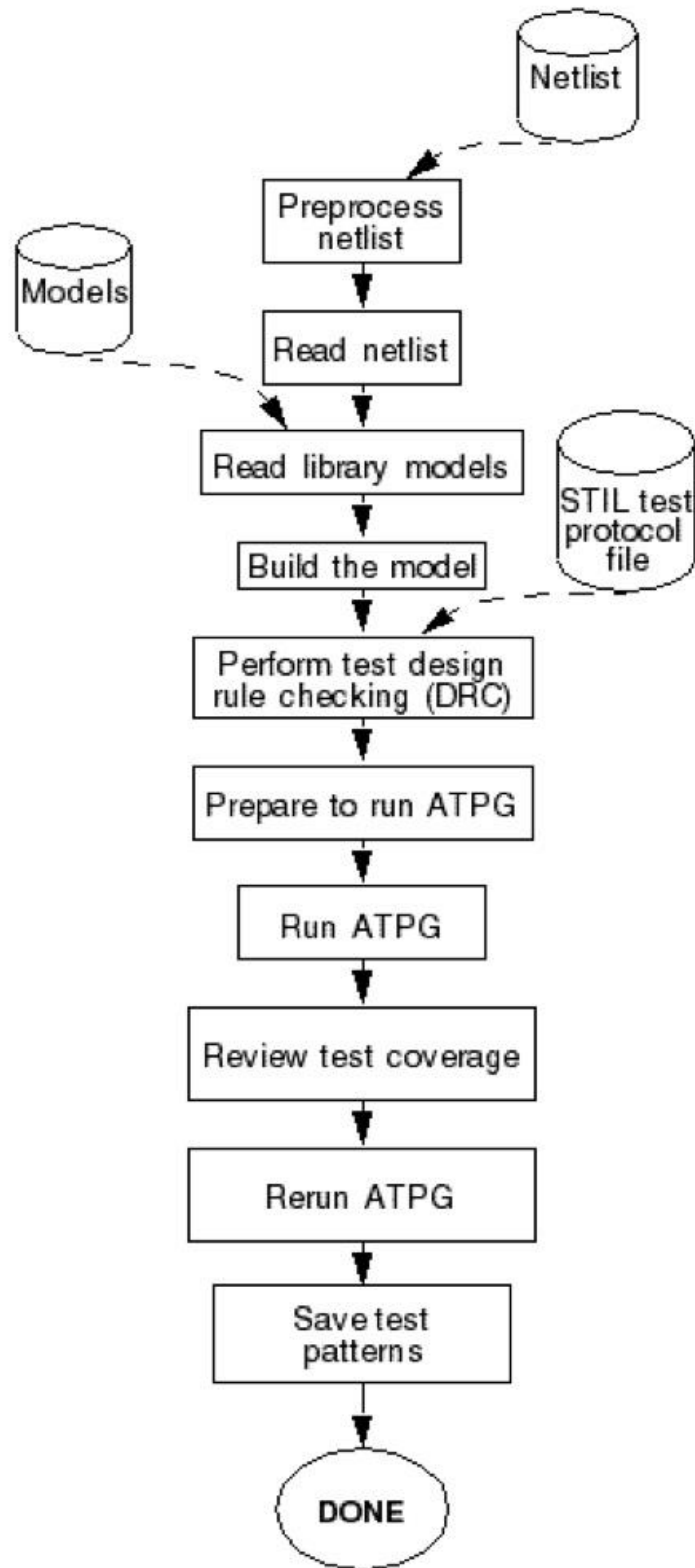 Netlist
Preprocess
netlist
Models
Read netlist
Read library models
STIL test
protocol
file
Build the model
Perform test design
rule checking (DRC)
Prepare to run ATPG
Run ATPG
Review test coverage
Rerun ATPG
Save test
patterns
DONE